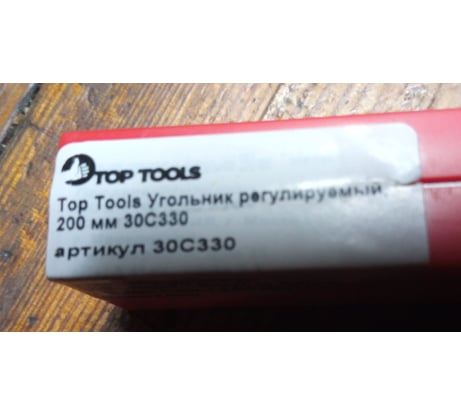 TOP TOOLS
Top Tools Угольник регулируемый
200 мм 30C330
артикул 30C330